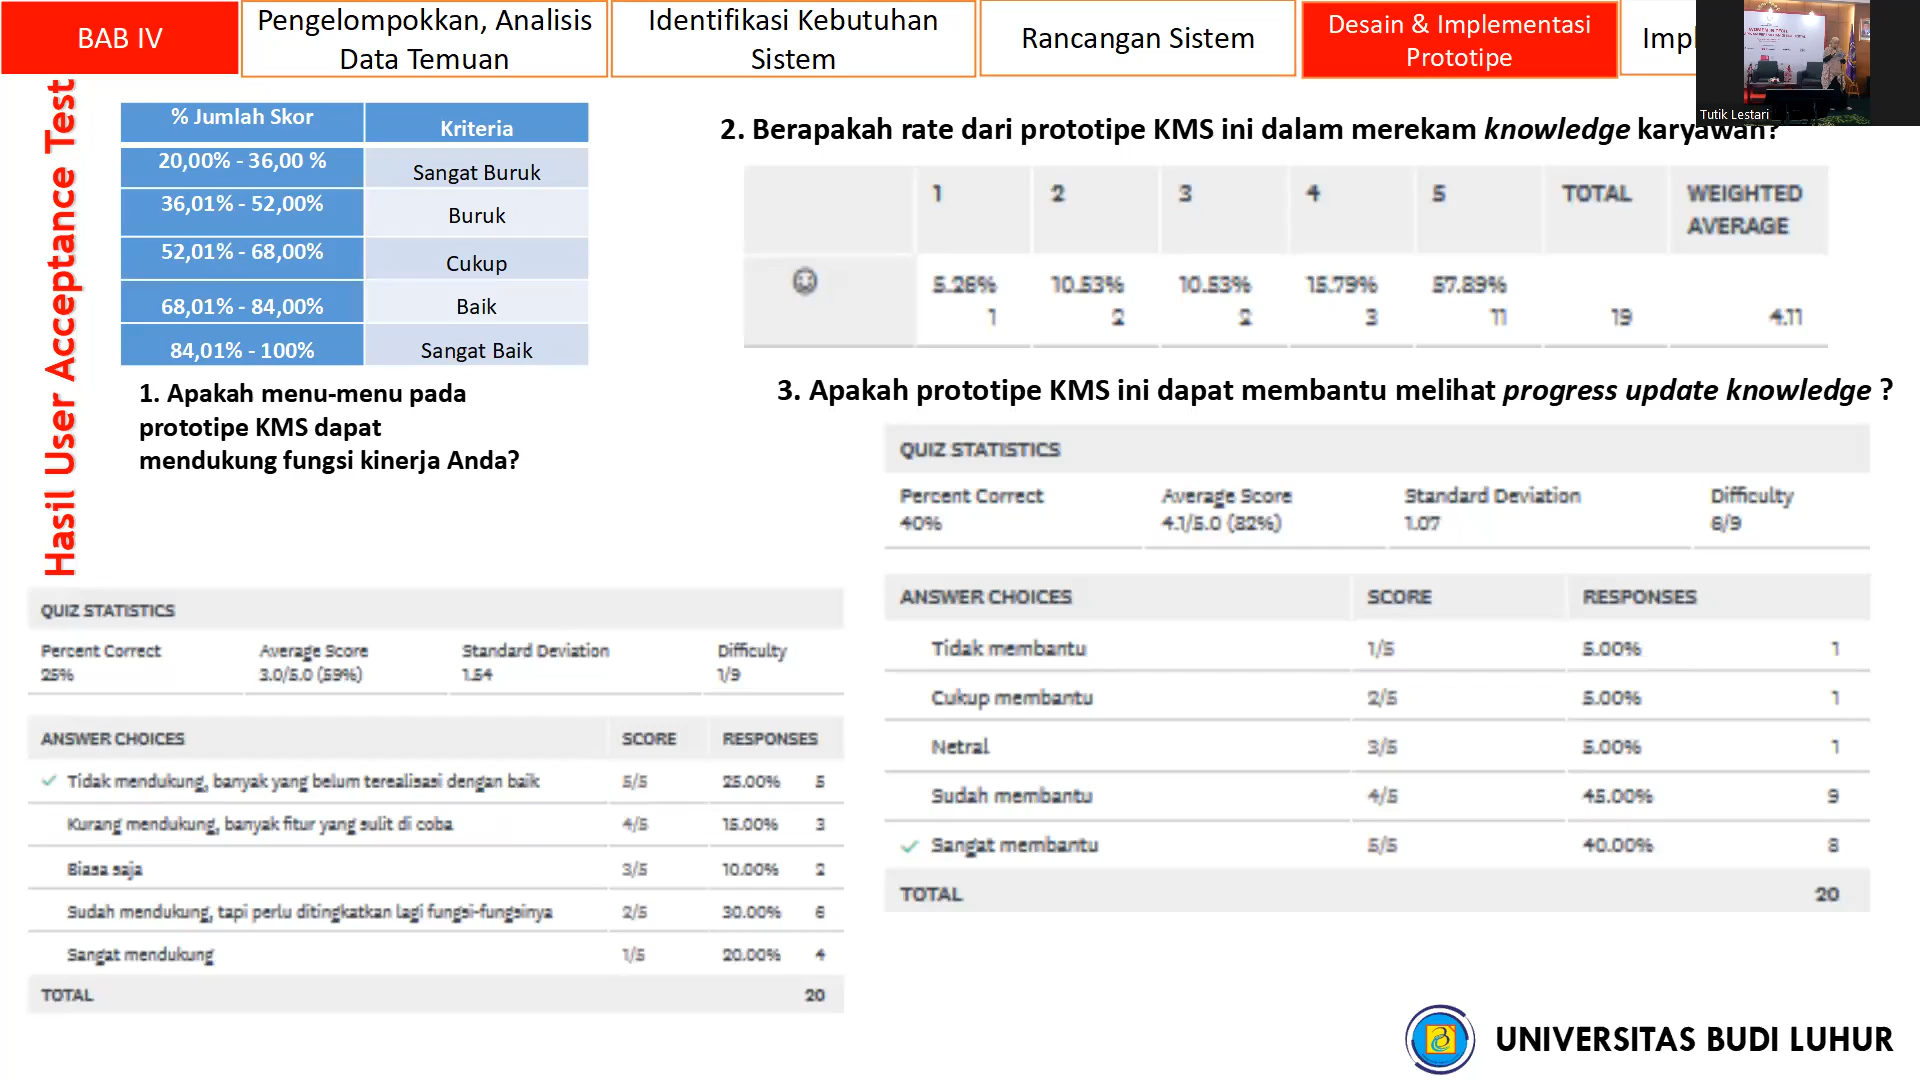 BAB IV
Pengelompokkan, Analisis
Data Temuan
Identifikasi Kebutuhan
Sistem
Rancangan Sistem
Desain & Implementasi
Prototipe
Impl
Tutik Lestari
Hasil User Acceptance Test
% Jumlah Skor Kriteria
20,00% - 36,00 % Sangat Buruk
36,01% - 52,00% Buruk
52,01% - 68,00% Cukup
68,01% - 84,00% Baik
84,01% - 100% Sangat Baik
1. Apakah menu-menu pada
prototipe KMS dapat
mendukung fungsi kinerja Anda?
QUIZ STATISTICS
Percent Correct Average Score Standard Deviation Difficulty
25% 3.0/5.0 (59%) 1.54 1/9
ANSWER CHOICES SCORE RESPONSES
Tidak mendukung, banyak yang belum terealisasi dengan baik 5/5 25.00% 5
Kurang mendukung, banyak fitur yang sulit di coba 4/5 15.00% 3
Biasa saja 3/5 10.00% 2
Sudah mendukung, tapi perlu ditingkatkan lagi fungsi-fungsinya 2/5 30.00% 6
Sangat mendukung 1/5 20.00% 4
TOTAL 20
2. Berapakah rate dari prototipe KMS ini dalam merekam knowledge karyawan?
1 2 3 4 5 TOTAL WEIGHTED
AVERAGE
5.26% 10.53% 10.53% 15.79% 57.89%
1 2 2 3 11 19 4.11
3. Apakah prototipe KMS ini dapat membantu melihat progress update knowledge ?
QUIZ STATISTICS
Percent Correct Average Score Standard Deviation Difficulty
40% 4.1/5.0 (82%) 1.07 6/9
ANSWER CHOICES SCORE RESPONSES
Tidak membantu 1/5 5.00% 1
Cukup membantu 2/5 5.00% 1
Netral 3/5 5.00% 1
Sudah membantu 4/5 45.00% 9
Sangat membantu 5/5 40.00% 8
TOTAL 20
UNIVERSITAS BUDI LUHUR